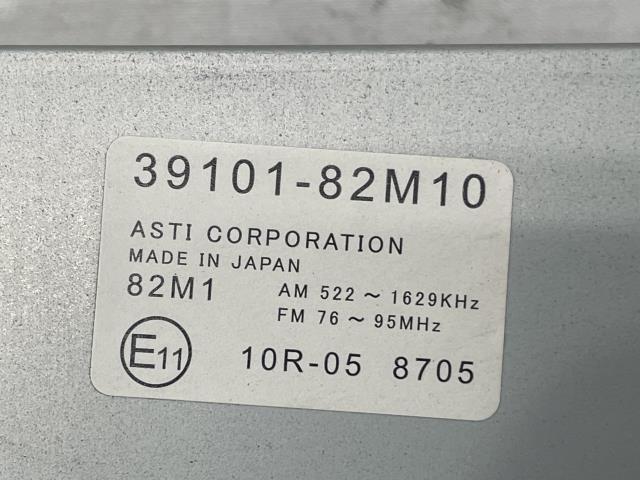 39101-82M10
ASTI CORPORATION
MADE IN JAPAN
82M1 AM 522 ~ 1629KHz
FM 76 ~ 95MHz
E11 10R-05 8705